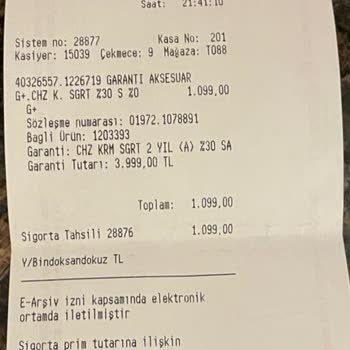 Saat: 21:41:10
Sistem no: 28877 Kasa No: 201
Kasiyer: 15039 Çekmece: 9 Mağaza: T088
40326557.1226719 GARANTI AKSESUAR
G+.CHZ K. SGRT %30 S %0 1.099,00
G+
Sözleşme numarası: 01972.1078891
Bagli Ürün: 1203393
Garanti: CHZ KRM SGRT 2 YIL (A) %30 SA
Garanti Tutarı: 3.999,00 TL
Toplam: 1.099,00
Sigorta Tahsili 28876 1.099,00
Y/Bindoksandokuz TL
E-Arşiv izni kapsamında elektronik
ortamda iletilmiştir
Sigorta prim tutarına ilişkin